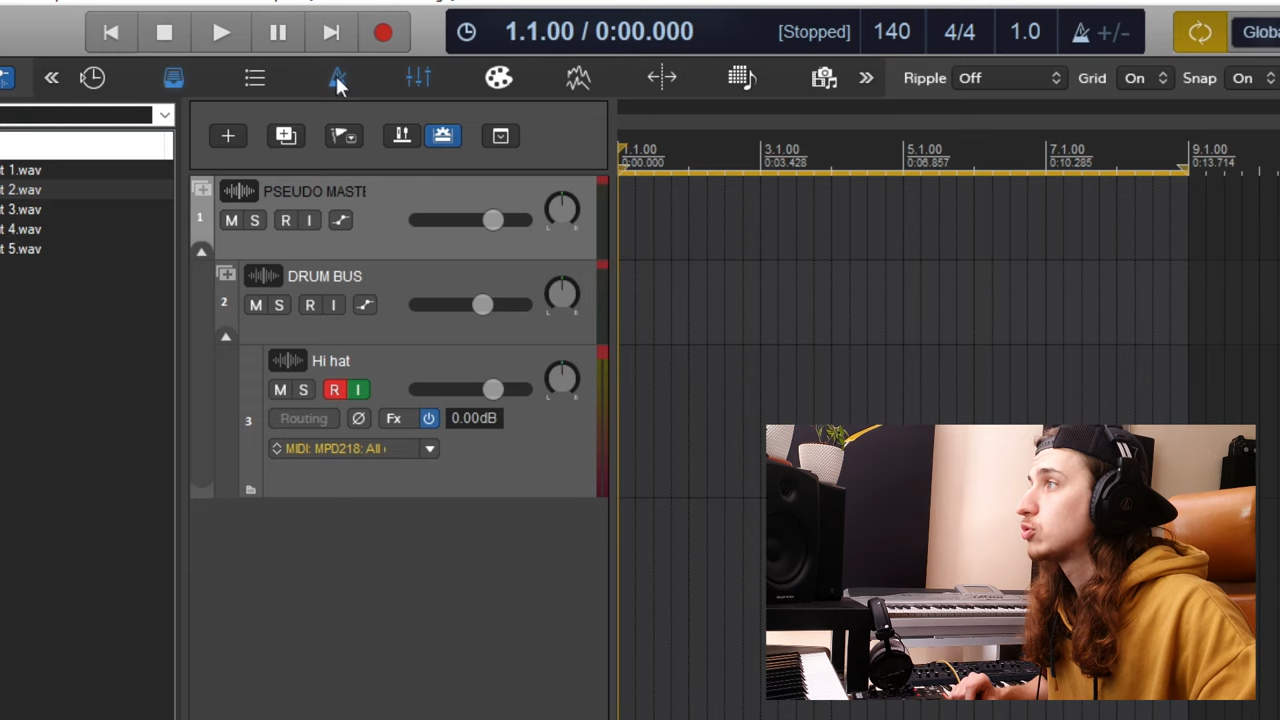 1.1.00 / 0:00.000 [Stopped] 140 4/4 1.0 +/- Global
Ripple Off Grid On Snap On
t 1.wav
t 2.wav
t 3.wav
t 4.wav
t 5.wav
1.1.00 3.1.00 5.1.00 7.1.00 9.1.00
0:00.000 0:03.428 0:06.857 0:10.285 0:13.714
PSEUDO MASTE
1 M S R I L R
DRUM BUS
2 M S R I L R
Hi hat
M S R I L R
3 Routing Ø Fx 0.00dB
MIDI: MPD218: All